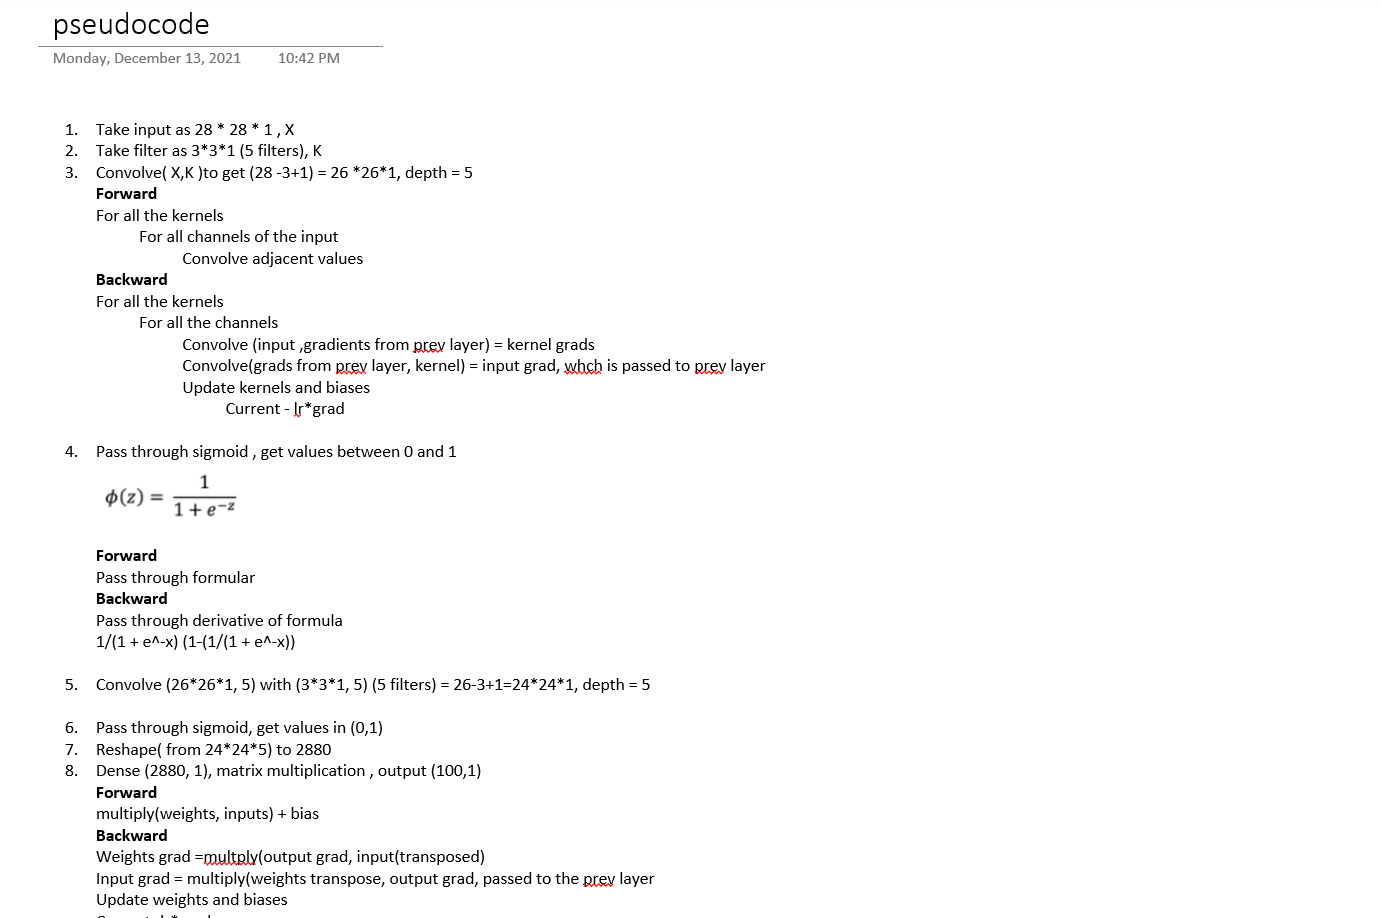 pseudocode
Monday, December 13, 2021 10:42 PM
1. Take input as 28 * 28 * 1 , X
2. Take filter as 3*3*1 (5 filters), K
3. Convolve( X,K )to get (28 -3+1) = 26 *26*1, depth = 5
Forward
For all the kernels
For all channels of the input
Convolve adjacent values
Backward
For all the kernels
For all the channels
Convolve (input ,gradients from prev layer) = kernel grads
Convolve(grads from prev layer, kernel) = input grad, whch is passed to prev layer
Update kernels and biases
Current - lr*grad
4. Pass through sigmoid , get values between 0 and 1
ϕ(z) = 1 / 1 + e^−z
Forward
Pass through formular
Backward
Pass through derivative of formula
1/(1 + e^-x) (1-(1/(1 + e^-x))
5. Convolve (26*26*1, 5) with (3*3*1, 5) (5 filters) = 26-3+1=24*24*1, depth = 5
6. Pass through sigmoid, get values in (0,1)
7. Reshape( from 24*24*5) to 2880
8. Dense (2880, 1), matrix multiplication , output (100,1)
Forward
multiply(weights, inputs) + bias
Backward
Weights grad =multply(output grad, input(transposed)
Input grad = multiply(weights transpose, output grad, passed to the prev layer
Update weights and biases